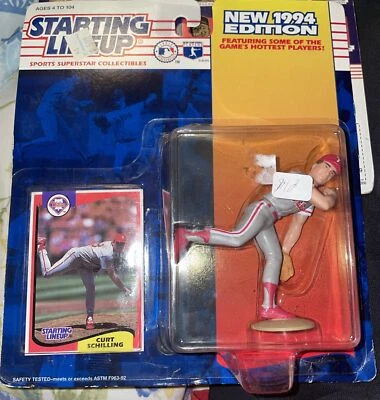 AGES 4 TO 104
STARTING
LINEUP
SPORTS SUPERSTAR COLLECTIBLES
NEW 1994
EDITION
FEATURING SOME OF THE
GAME'S HOTTEST PLAYERS!
STARTING
LINEUP
CURT
SCHILLING
SAFETY TESTED-meets or exceeds ASTM F963-92